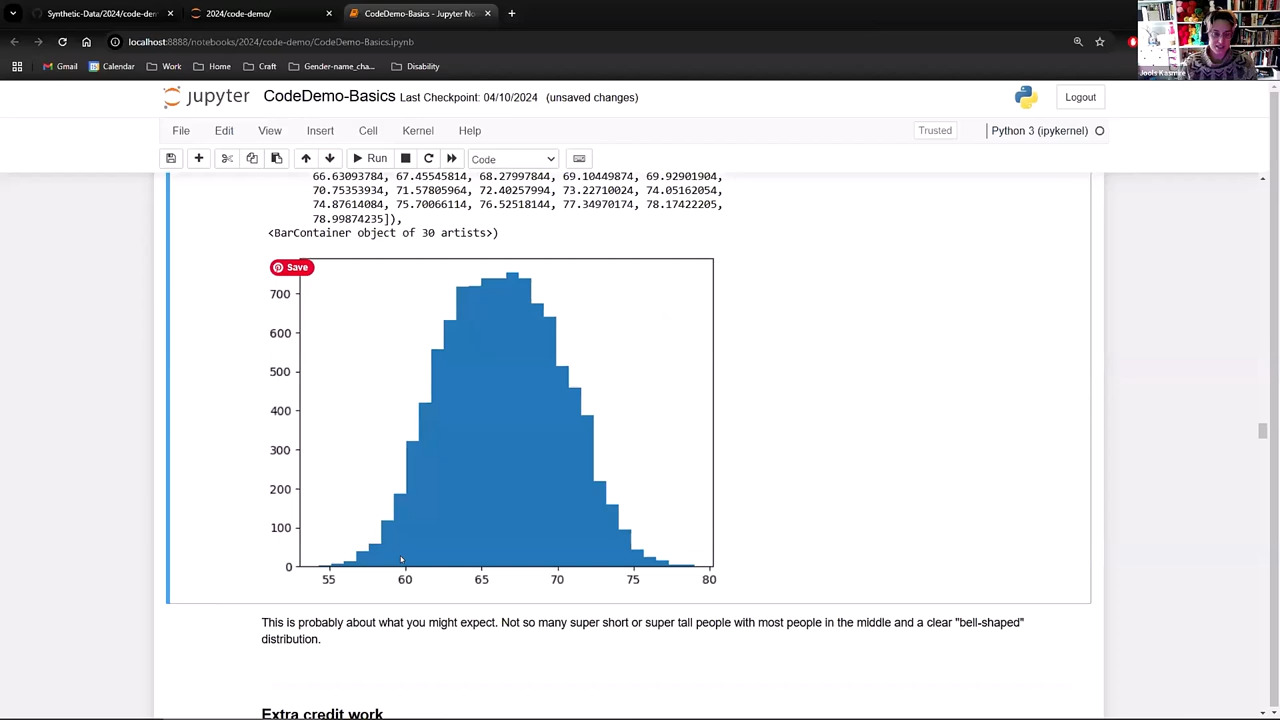 Synthetic-Data/2024/code-den
2024/code-demo/
CodeDemo-Basics - Jupyter No
localhost:8888/notebooks/2024/code-demo/CodeDemo-Basics.ipynb
Gmail
Calendar
Work
Home
Craft
Gender-name_cha...
Disability
Jools Kasmire
jupyter
CodeDemo-Basics
Last Checkpoint: 04/10/2024 (unsaved changes)
Logout
File
Edit
View
Insert
Cell
Kernel
Help
Trusted
Python 3 (ipykernel)
Run
Code
66.63093784, 67.45545814, 68.27997844, 69.10449874, 69.92901904,
70.75353934, 71.57805964, 72.40257994, 73.22710024, 74.05162054,
74.87614084, 75.70066114, 76.52518144, 77.34970174, 78.17422205,
78.99874235]),
<BarContainer object of 30 artists>)
Save
700
600
500
400
300
200
100
0
55 60 65 70 75 80
This is probably about what you might expect. Not so many super short or super tall people with most people in the middle and a clear "bell-shaped"
distribution.
Extra credit work